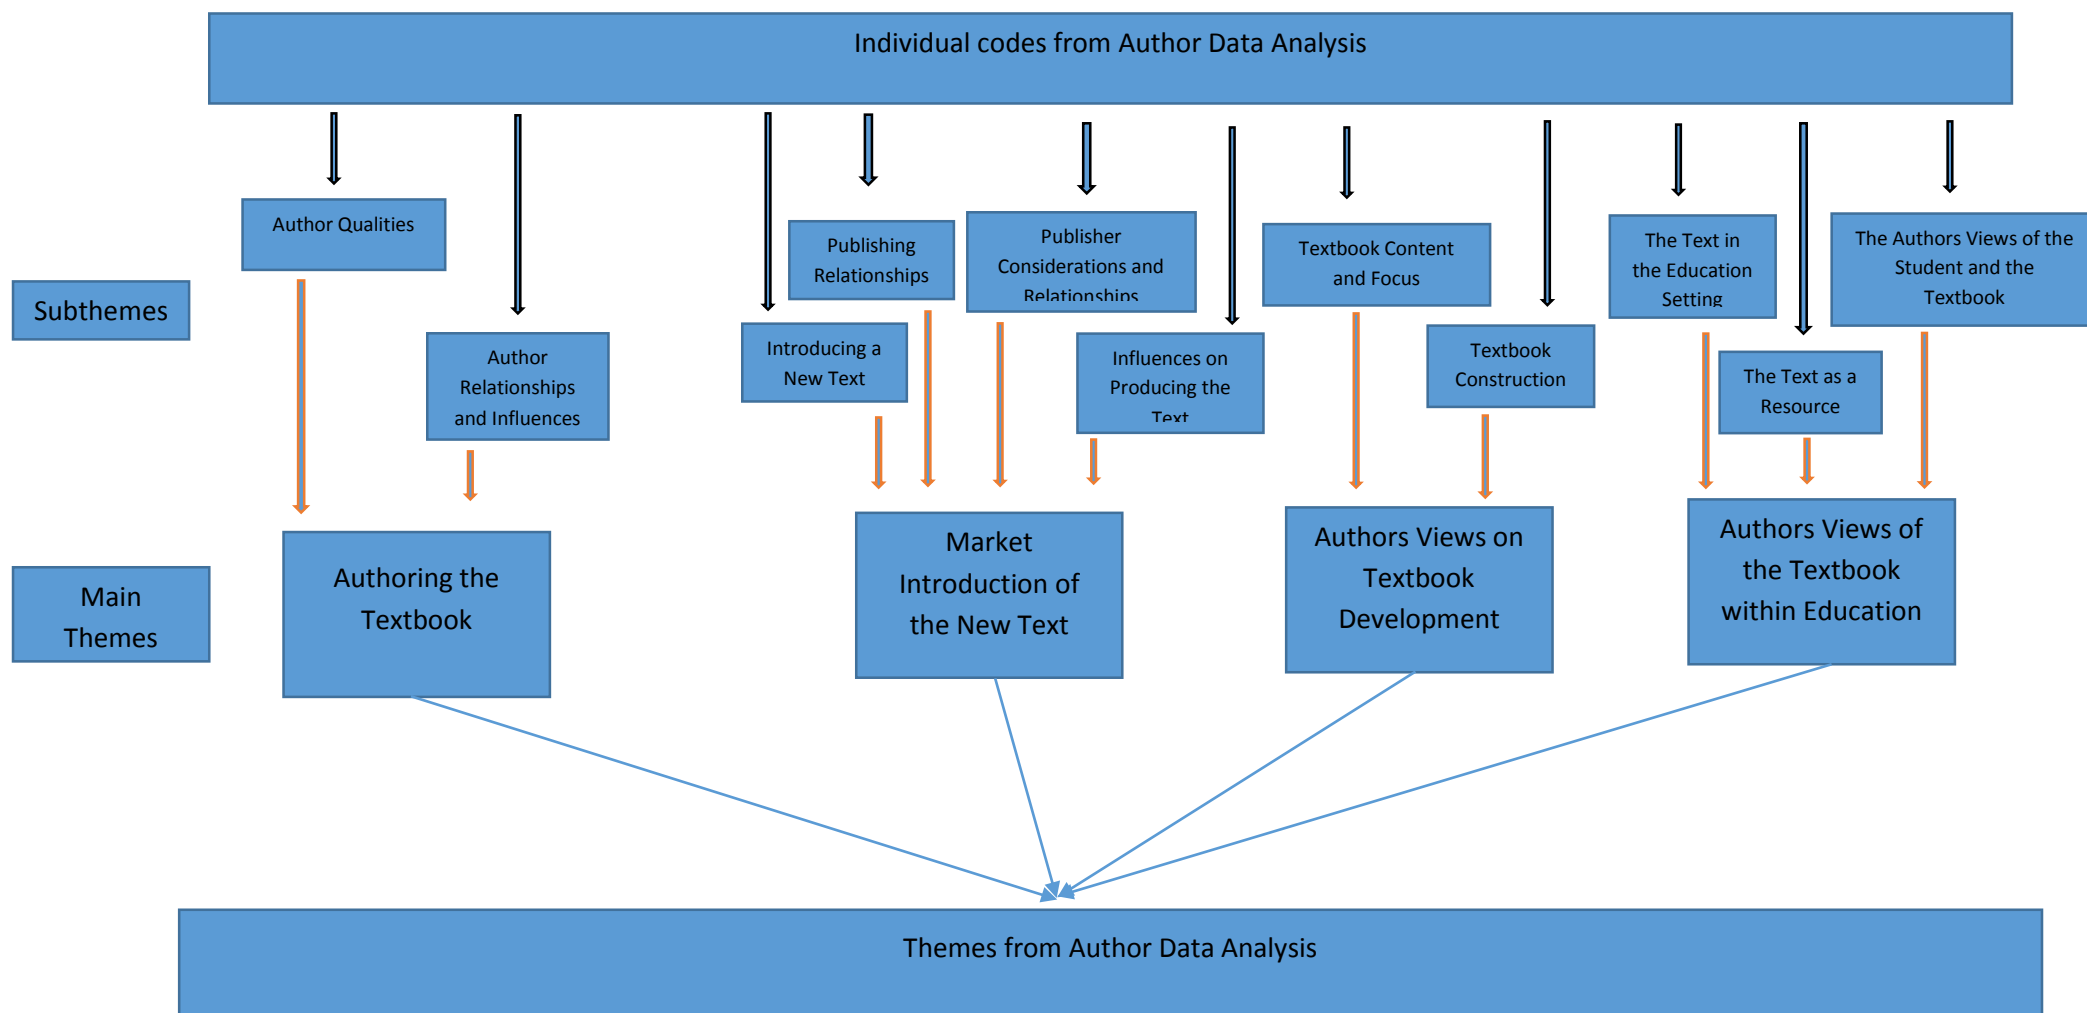 Individual codes from Author Data Analysis
Author Qualities
Publishing
Relationships
Publisher
Considerations and
Relationships
Textbook Content
and Focus
The Text in
the Education
Setting
The Authors Views of the
Student and the
Textbook
Subthemes
Author
Relationships
and Influences
Introducing a
New Text
Influences on
Producing the
Text
Textbook
Construction
The Text as a
Resource
Main
Themes
Authoring the
Textbook
Market
Introduction of
the New Text
Authors Views on
Textbook
Development
Authors Views of
the Textbook
within Education
Themes from Author Data Analysis